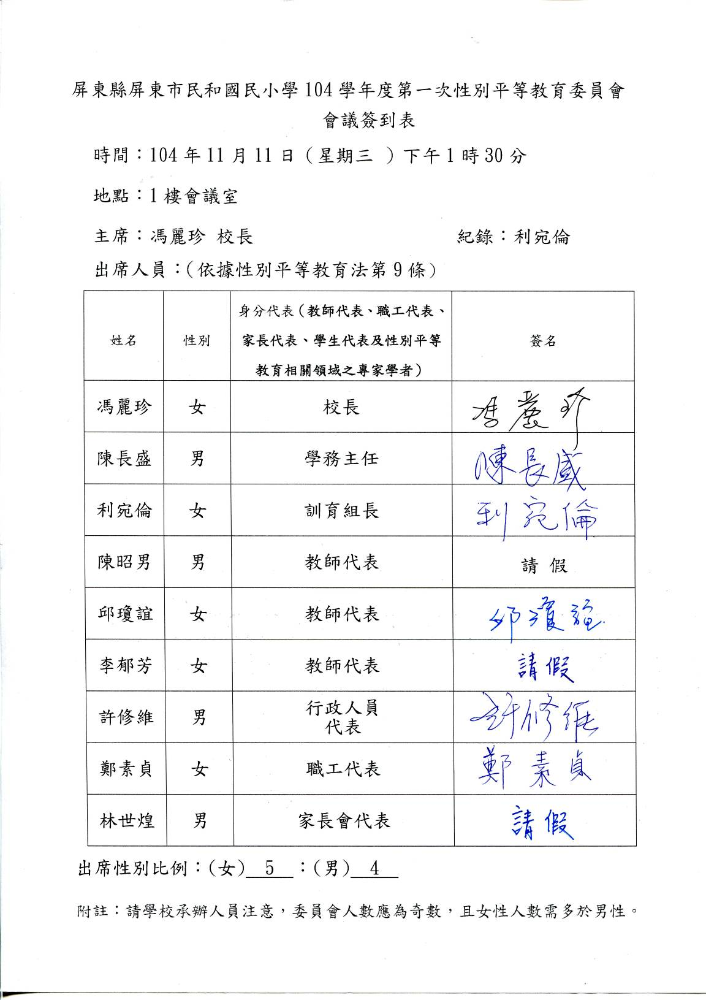 屏東縣屏東市民和國民小學104學年度第一次性別平等教育委員會
會議簽到表
時間：104年11月11日（星期三 ）下午1時30分
地點：1樓會議室
主席：馮麗珍 校長 紀錄：利宛倫
出席人員：（依據性別平等教育法第9條）
姓名 性別 身分代表（教師代表、職工代表、
家長代表、學生代表及性別平等
教育相關領域之專家學者） 簽名
馮麗珍 女 校長 馮麗珍
陳長盛 男 學務主任 陳長盛
利宛倫 女 訓育組長 利宛倫
陳昭男 男 教師代表 請 假
邱瓊誼 女 教師代表 邱瓊誼
李郁芳 女 教師代表 請假
許修維 男 行政人員
代表 許修維
鄭素貞 女 職工代表 鄭素貞
林世煌 男 家長會代表 請假
出席性別比例：（女） 5 ：（男） 4
附註：請學校承辦人員注意，委員會人數應為奇數，且女性人數需多於男性。